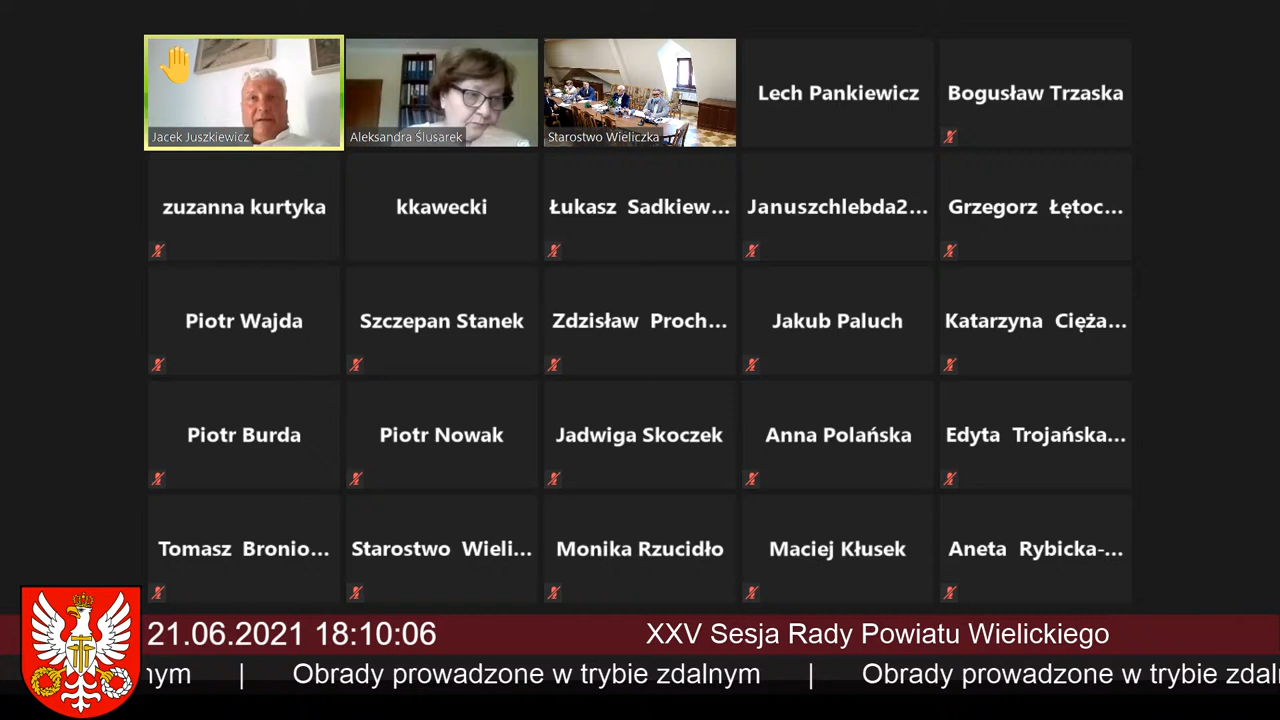 Jacek Juszkiewicz
Aleksandra Ślusarek
Starostwo Wieliczka
Lech Pankiewicz
Bogusław Trzaska
zuzanna kurtyka
kkawecki
Łukasz Sadkiew...
Januszchlebda2...
Grzegorz Łętoc...
Piotr Wajda
Szczepan Stanek
Zdzisław Proch...
Jakub Paluch
Katarzyna Cięża...
Piotr Burda
Piotr Nowak
Jadwiga Skoczek
Anna Polańska
Edyta Trojańska...
Tomasz Bronio...
Starostwo Wieli...
Monika Rzucidło
Maciej Kłusek
Aneta Rybicka-...
21.06.2021 18:10:06 XXV Sesja Rady Powiatu Wielickiego
nym | Obrady prowadzone w trybie zdalnym | Obrady prowadzone w trybie zdal